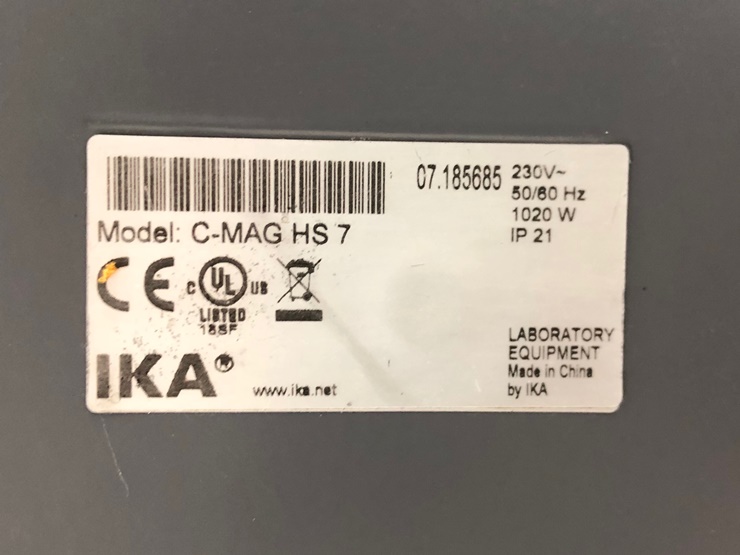 07.185685
230V~
50/60 Hz
1020 W
IP 21
Model: C-MAG HS 7
CE
C UL US
LISTED
IKA®
www.ika.net
LABORATORY
EQUIPMENT
Made in China
by IKA